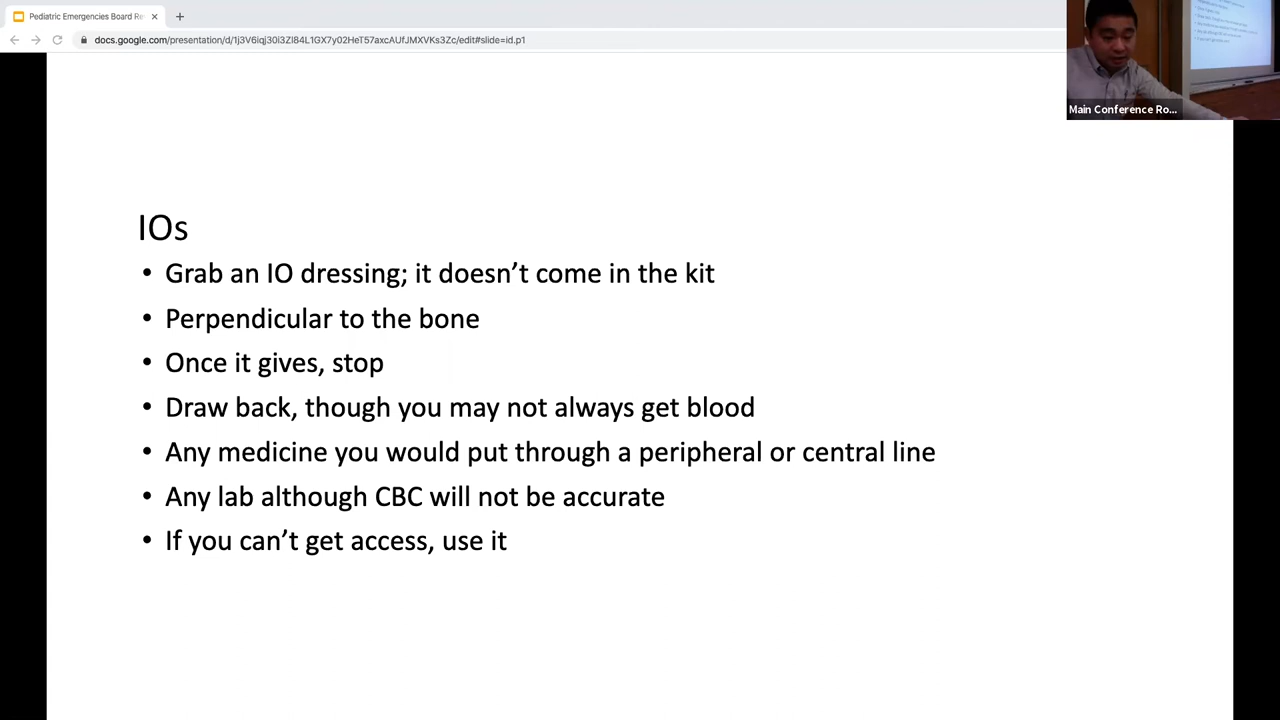 Pediatric Emergencies Board Re
docs.google.com/presentation/d/1j3V6iqj30l3ZI84L1GX7y02HeT57axcAUfJMXVKs3Zc/edit#slide=id.p1
Main Conference Ro...
IOs
• Grab an IO dressing; it doesn’t come in the kit
• Perpendicular to the bone
• Once it gives, stop
• Draw back, though you may not always get blood
• Any medicine you would put through a peripheral or central line
• Any lab although CBC will not be accurate
• If you can’t get access, use it